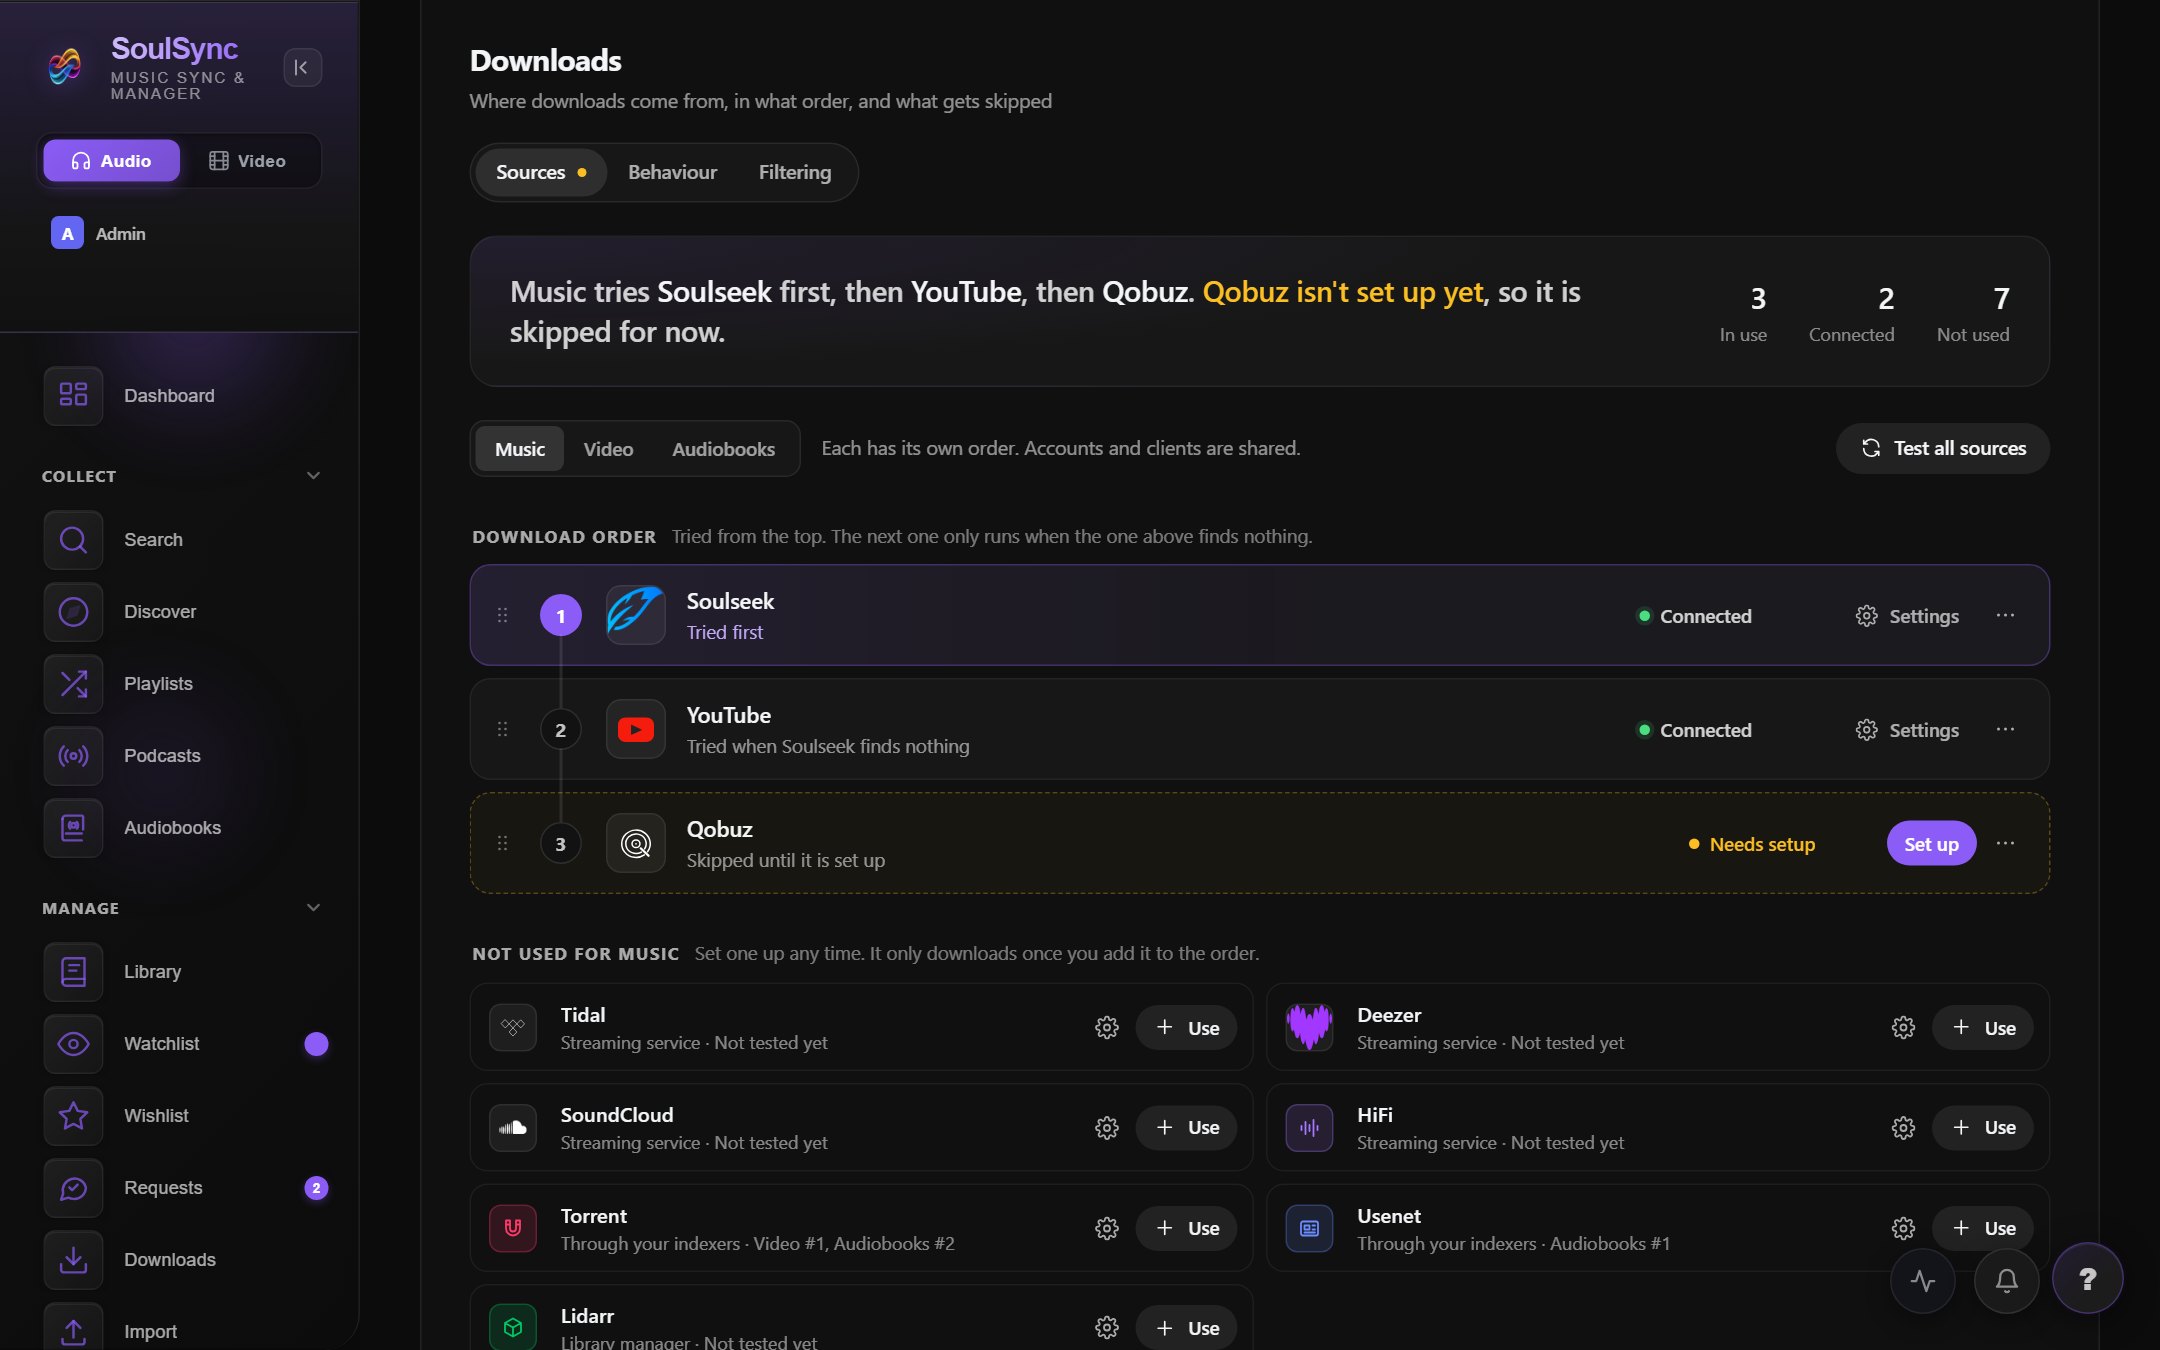 SoulSync
MUSIC SYNC &
MANAGER
Audio
Video
A
Admin
Dashboard
COLLECT
Search
Discover
Playlists
Podcasts
Audiobooks
MANAGE
Library
Watchlist
Wishlist
Requests
2
Downloads
Import
Downloads
Where downloads come from, in what order, and what gets skipped
Sources
Behaviour
Filtering
Music tries Soulseek first, then YouTube, then Qobuz. Qobuz isn't set up yet, so it is
skipped for now.
3
In use
2
Connected
7
Not used
Music
Video
Audiobooks
Each has its own order. Accounts and clients are shared.
Test all sources
DOWNLOAD ORDER Tried from the top. The next one only runs when the one above finds nothing.
1
Soulseek
Tried first
Connected
Settings
2
YouTube
Tried when Soulseek finds nothing
Connected
Settings
3
Qobuz
Skipped until it is set up
Needs setup
Set up
NOT USED FOR MUSIC Set one up any time. It only downloads once you add it to the order.
Tidal
Streaming service · Not tested yet
+ Use
Deezer
Streaming service · Not tested yet
+ Use
SoundCloud
Streaming service · Not tested yet
+ Use
HiFi
Streaming service · Not tested yet
+ Use
Torrent
Through your indexers · Video #1, Audiobooks #2
+ Use
Usenet
Through your indexers · Audiobooks #1
+ Use
Lidarr
Library manager · Not tested yet
+ Use
?